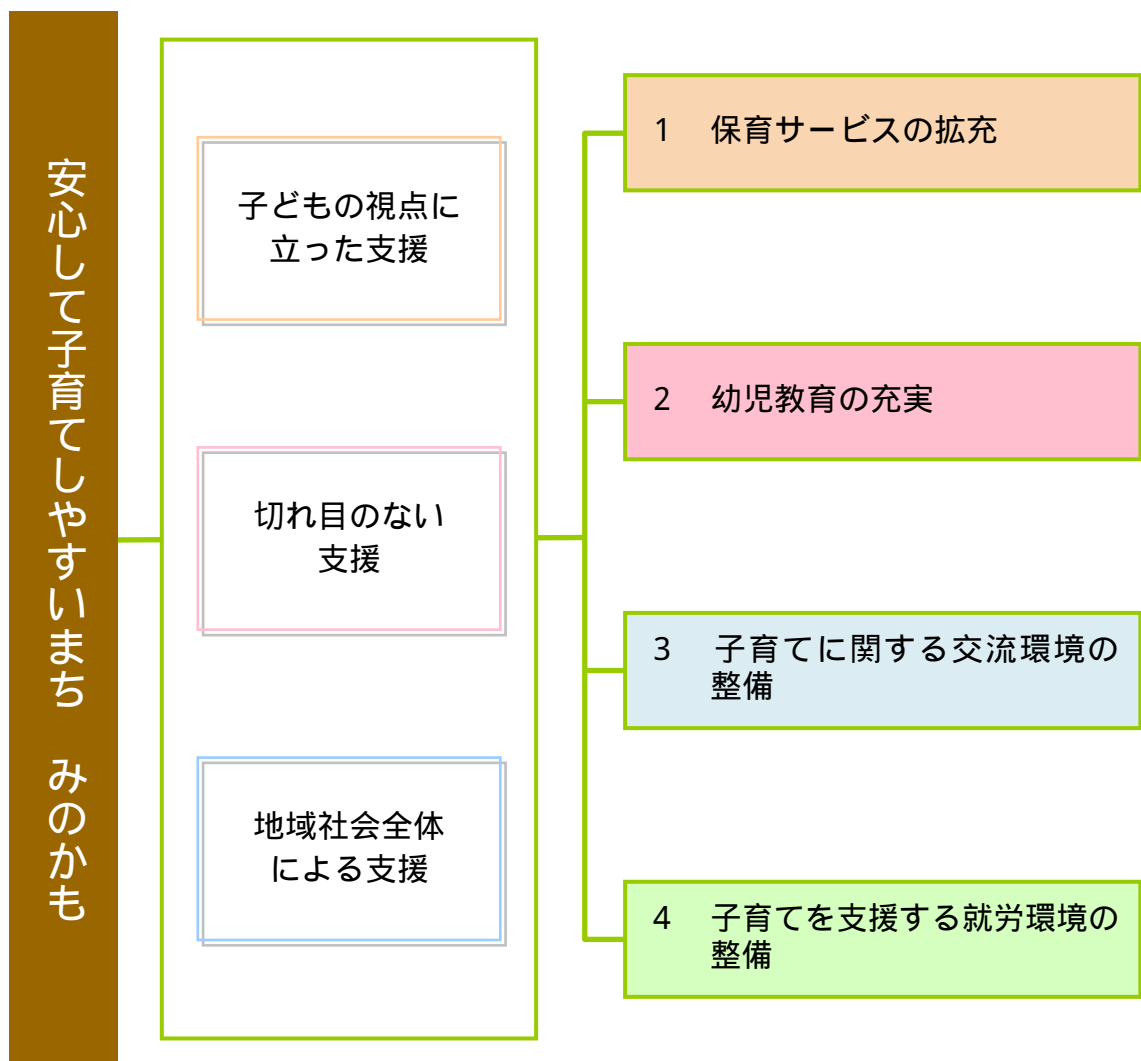 安心して子育てしやすいまち　みのかも
子どもの視点に
立った支援
切れ目のない
支援
地域社会全体
による支援
1　保育サービスの拡充
2　幼児教育の充実
3　子育てに関する交流環境の
整備
4　子育てを支援する就労環境の
整備